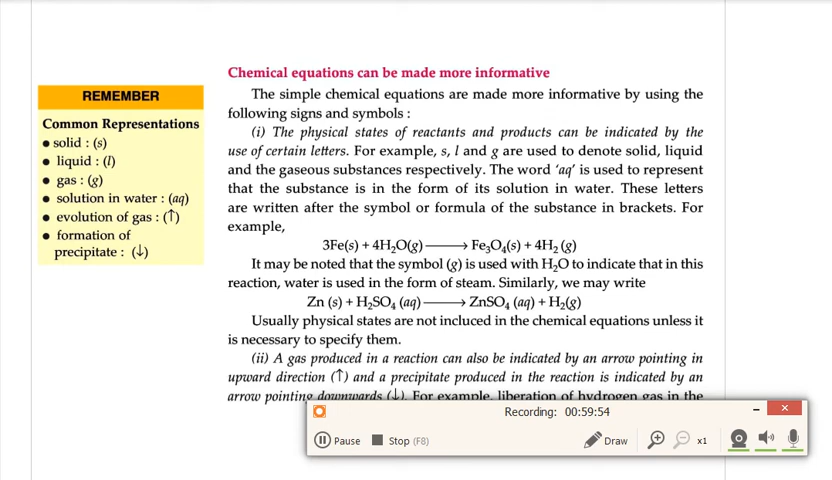 Chemical equations can be made more informative
REMEMBER
Common Representations
● solid : (s)
● liquid : (l)
● gas : (g)
● solution in water : (aq)
● evolution of gas : (↑)
● formation of
precipitate : (↓)
The simple chemical equations are made more informative by using the
following signs and symbols :
(i) The physical states of reactants and products can be indicated by the
use of certain letters. For example, s, l and g are used to denote solid, liquid
and the gaseous substances respectively. The word ‘aq’ is used to represent
that the substance is in the form of its solution in water. These letters
are written after the symbol or formula of the substance in brackets. For
example,
3Fe(s) + 4H₂O(g) ⟶ Fe₃O₄(s) + 4H₂ (g)
It may be noted that the symbol (g) is used with H₂O to indicate that in this
reaction, water is used in the form of steam. Similarly, we may write
Zn (s) + H₂SO₄ (aq) ⟶ ZnSO₄ (aq) + H₂(g)
Usually physical states are not included in the chemical equations unless it
is necessary to specify them.
(ii) A gas produced in a reaction can also be indicated by an arrow pointing in
upward direction (↑) and a precipitate produced in the reaction is indicated by an
arrow pointing downwards (↓). For example, liberation of hydrogen gas in the
Recording: 00:59:54
Pause Stop (F8) Draw x1